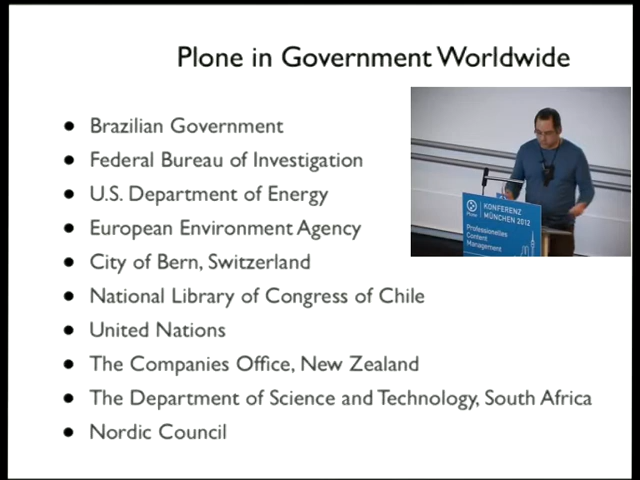 Plone in Government Worldwide
• Brazilian Government
• Federal Bureau of Investigation
• U.S. Department of Energy
• European Environment Agency
• City of Bern, Switzerland
• National Library of Congress of Chile
• United Nations
• The Companies Office, New Zealand
• The Department of Science and Technology, South Africa
• Nordic Council
Plone
KONFERENZ
MÜNCHEN 2012
Professionelles
Content
Management